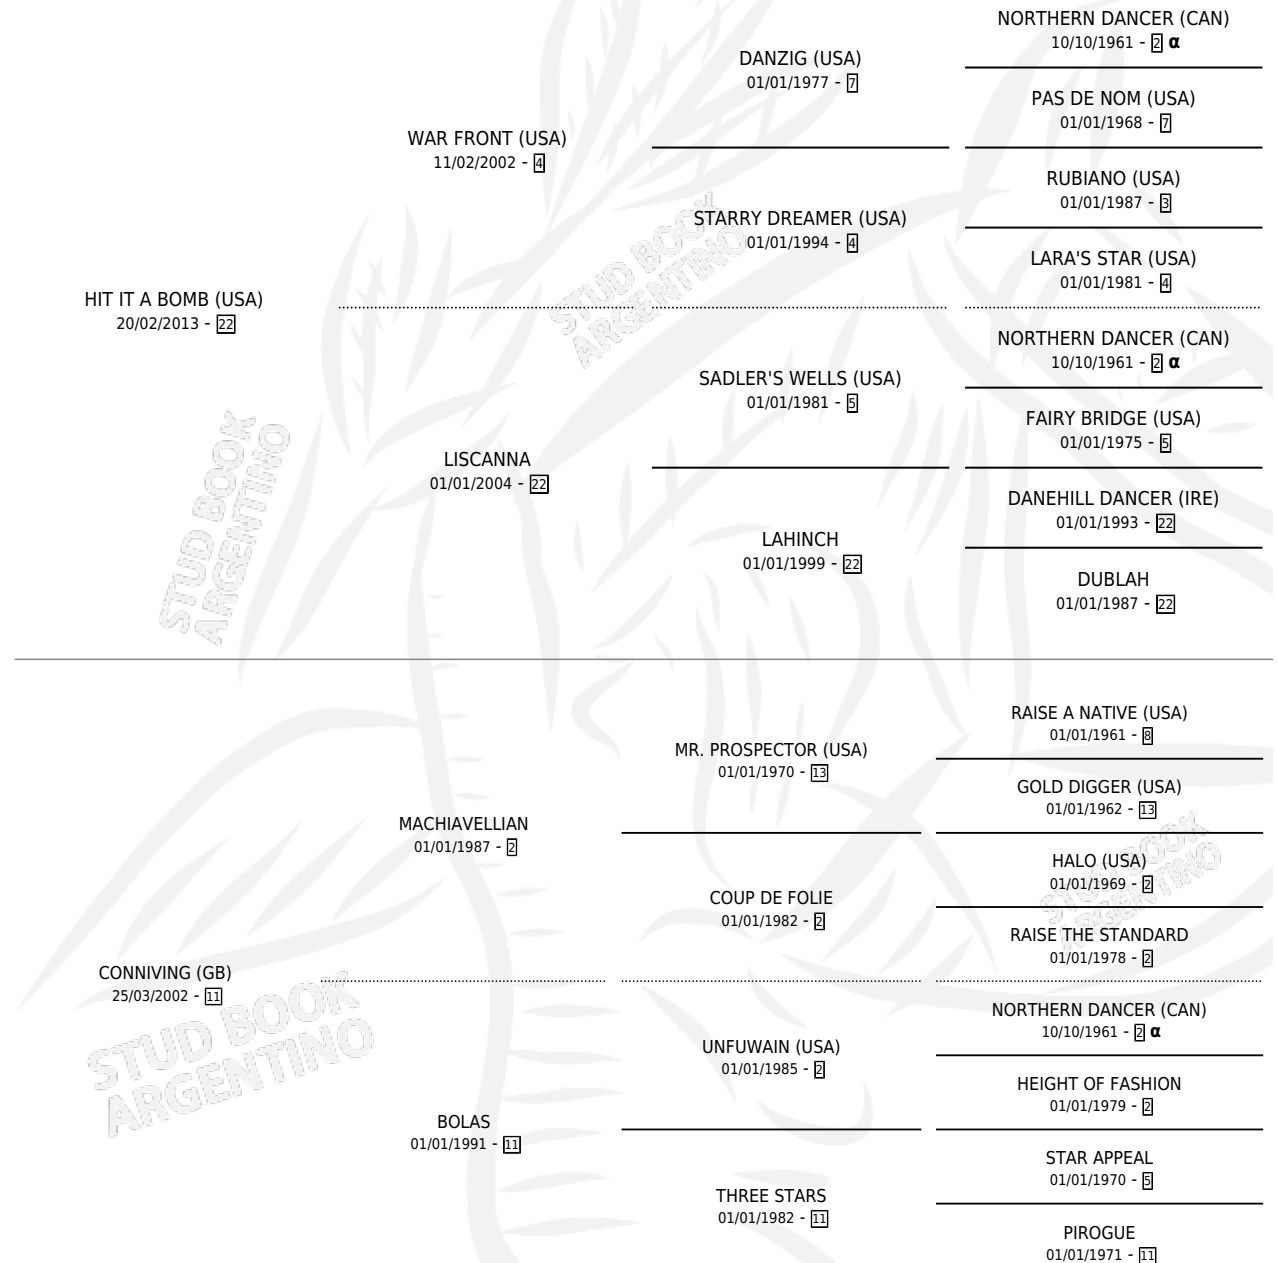 NORTHERN DANCER (CAN)
10/10/1961 - 2 α
DANZIG (USA)
01/01/1977 - 7
PAS DE NOM (USA)
01/01/1968 - 7
WAR FRONT (USA)
11/02/2002 - 4
RUBIANO (USA)
01/01/1987 - 3
STARRY DREAMER (USA)
01/01/1994 - 4
LARA'S STAR (USA)
01/01/1981 - 4
STUD BOOK
ARGENTINO
HIT IT A BOMB (USA)
20/02/2013 - 22
NORTHERN DANCER (CAN)
10/10/1961 - 2 α
SADLER'S WELLS (USA)
01/01/1981 - 5
FAIRY BRIDGE (USA)
01/01/1975 - 5
LISCANNA
01/01/2004 - 22
DANEHILL DANCER (IRE)
01/01/1993 - 22
LAHINCH
01/01/1999 - 22
DUBLAH
01/01/1987 - 22
STUD BOOK
ARGENTINO
RAISE A NATIVE (USA)
01/01/1961 - 8
MR. PROSPECTOR (USA)
01/01/1970 - 13
GOLD DIGGER (USA)
01/01/1962 - 13
MACHIAVELLIAN
01/01/1987 - 2
HALO (USA)
01/01/1969 - 2
COUP DE FOLIE
01/01/1982 - 2
RAISE THE STANDARD
01/01/1978 - 2
STUD BOOK
ARGENTINO
CONNIVING (GB)
25/03/2002 - 11
NORTHERN DANCER (CAN)
10/10/1961 - 2 α
UNFUWAIN (USA)
01/01/1985 - 2
HEIGHT OF FASHION
01/01/1979 - 2
BOLAS
01/01/1991 - 11
STAR APPEAL
01/01/1970 - 5
THREE STARS
01/01/1982 - 11
PIROGUE
01/01/1971 - 11
STUD BOOK
ARGENTINO